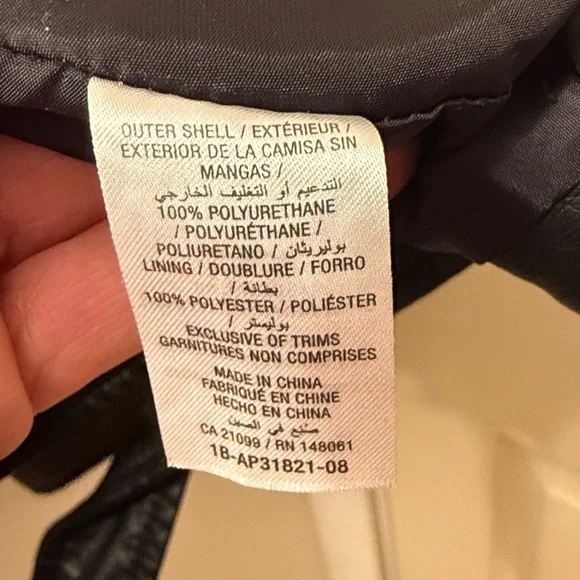 OUTER SHELL / EXTÉRIEUR /
EXTERIOR DE LA CAMISA SIN
MANGAS /
التدعيم أو التغليف الخارجي
100% POLYURETHANE
/ POLYURÉTHANE /
POLIURETANO / بوليريثان
LINING / DOUBLURE / FORRO
/ بطانة /
100% POLYESTER / POLIÉSTER
/ بوليستر /
EXCLUSIVE OF TRIMS
GARNITURES NON COMPRISES
MADE IN CHINA
FABRIQUÉ EN CHINE
HECHO EN CHINA
صنع في الصين
CA 21099 / RN 148061
1B-AP31821-08